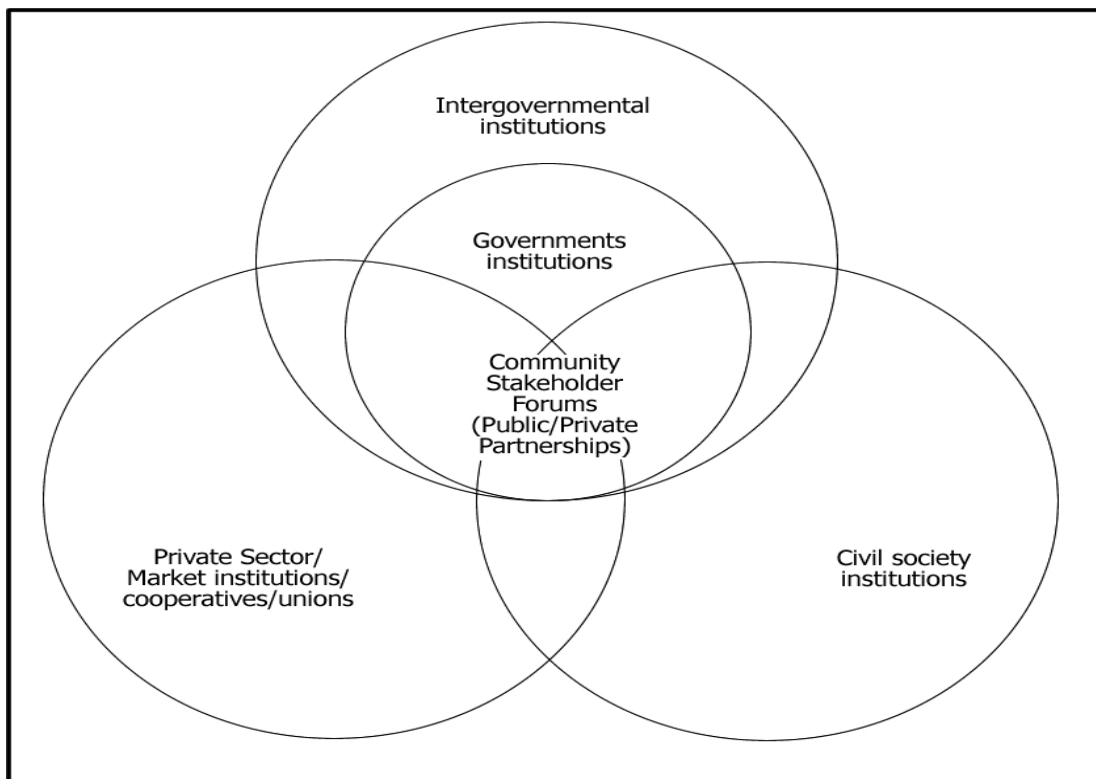 Intergovernmental
institutions
Governments
institutions
Community
Stakeholder
Forums
(Public/Private
Partnerships)
Private Sector/
Market institutions/
cooperatives/unions
Civil society
institutions